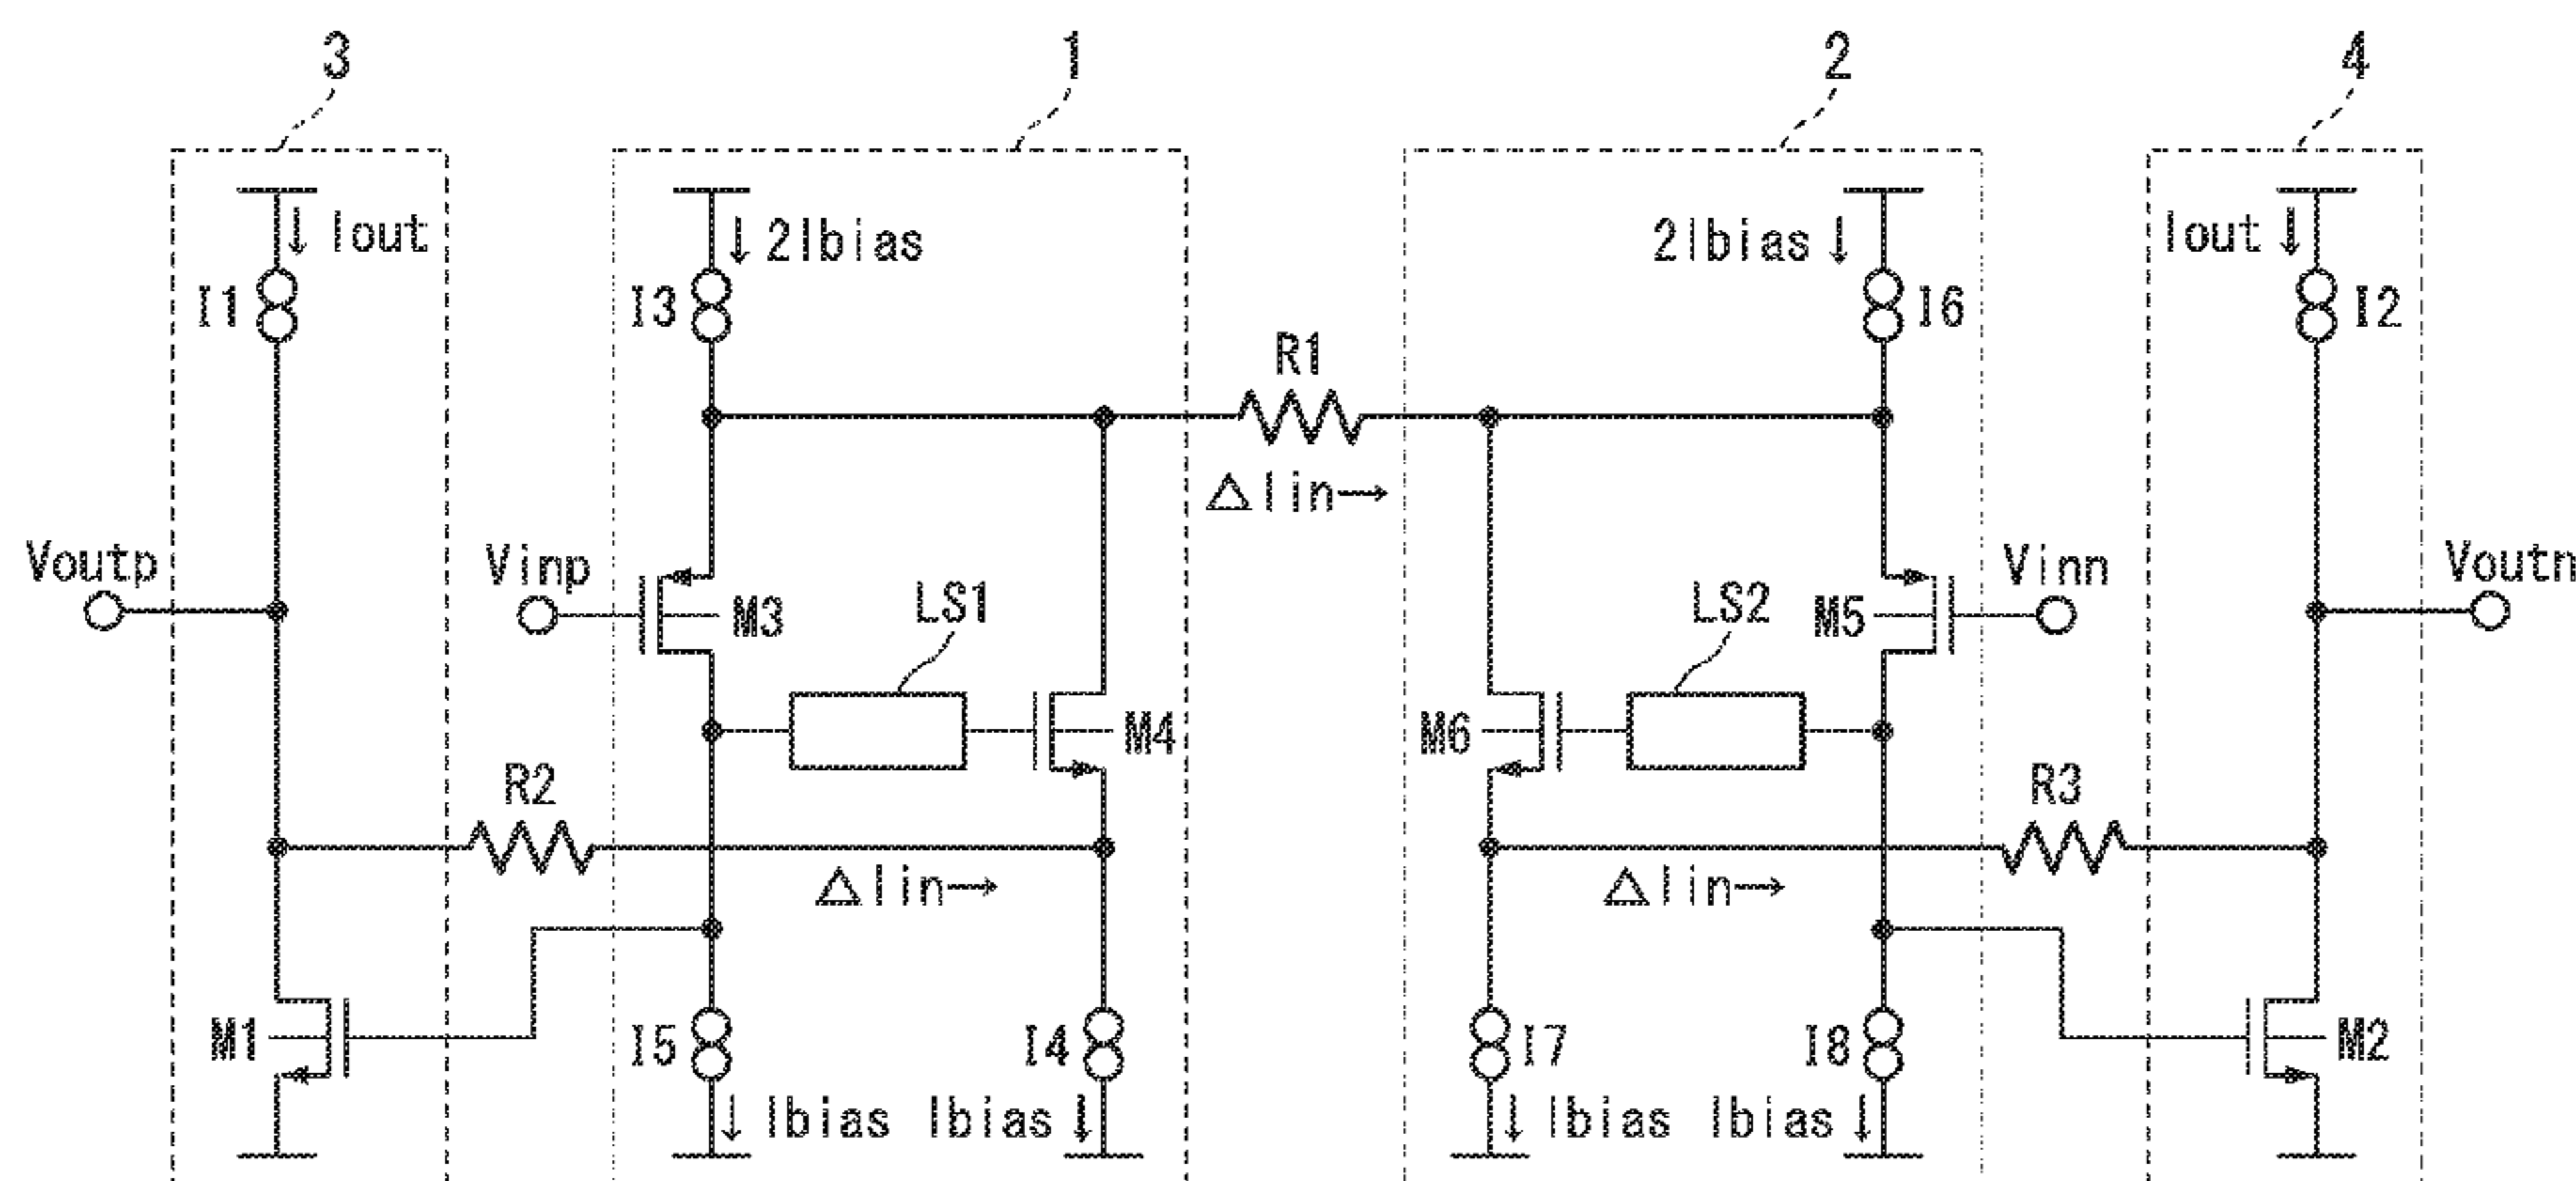 3 1 2 4
↓ Iout ↓ 2Ibias 2Ibias ↓ Iout ↓
I1 I3 I6 I2
R1
ΔIin→
Voutp Vinp M3 LS1 LS2 M5 Vinn Voutn
M4 M6
R2 R3
ΔIin→ ΔIin→
M1 I5 I4 I7 I8 M2
↓ Ibias Ibias ↓ ↓ Ibias Ibias ↓